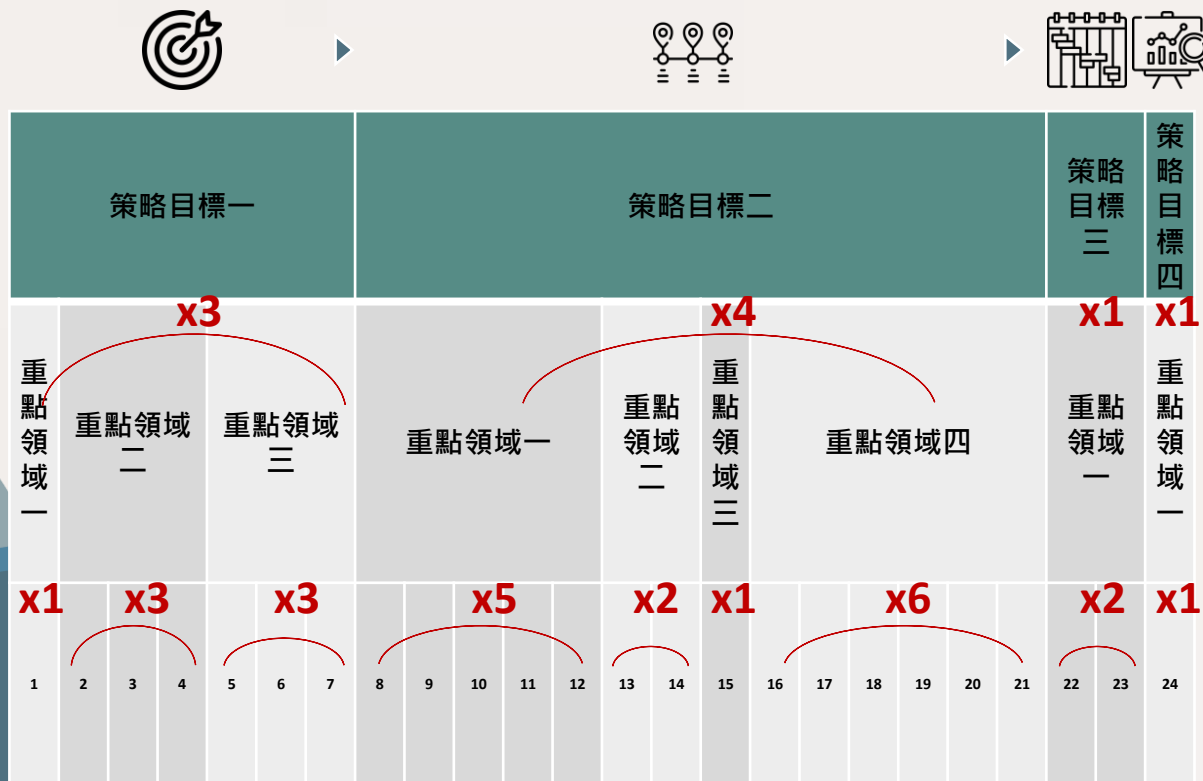 策略目標一
策略目標二
策略
目標
三
策
略
目
標
四
x3
x4
x1
x1
重
點
領
域
一
重點領域
二
重點領域
三
重點領域一
重點
領域
二
重
點
領
域
三
重點領域四
重點
領域
一
重
點
領
域
一
x1
x3
x3
x5
x2
x1
x6
x2
x1
1 2 3 4 5 6 7 8 9 10 11 12 13 14 15 16 17 18 19 20 21 22 23 24